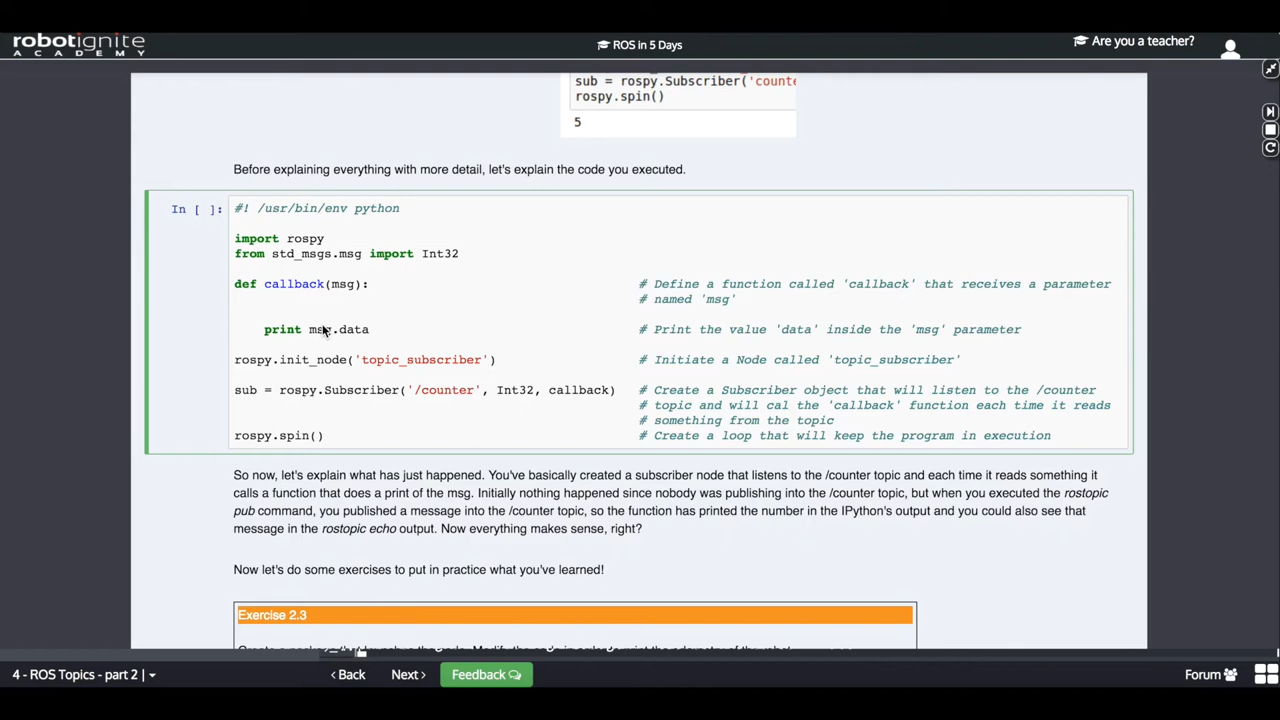 robotignite
ACADEMY
ROS in 5 Days
Are you a teacher?
sub = rospy.Subscriber('counte
rospy.spin()
5
Before explaining everything with more detail, let's explain the code you executed.
In [ ]:
#! /usr/bin/env python
import rospy
from std_msgs.msg import Int32
def callback(msg): # Define a function called 'callback' that receives a parameter
# named 'msg'
print msg.data # Print the value 'data' inside the 'msg' parameter
rospy.init_node('topic_subscriber') # Initiate a Node called 'topic_subscriber'
sub = rospy.Subscriber('/counter', Int32, callback) # Create a Subscriber object that will listen to the /counter
# topic and will cal the 'callback' function each time it reads
# something from the topic
rospy.spin() # Create a loop that will keep the program in execution
So now, let's explain what has just happened. You've basically created a subscriber node that listens to the /counter topic and each time it reads something it
calls a function that does a print of the msg. Initially nothing happened since nobody was publishing into the /counter topic, but when you executed the rostopic
pub command, you published a message into the /counter topic, so the function has printed the number in the IPython's output and you could also see that
message in the rostopic echo output. Now everything makes sense, right?
Now let's do some exercises to put in practice what you've learned!
Exercise 2.3
4 - ROS Topics - part 2 |
Back
Next
Feedback
Forum